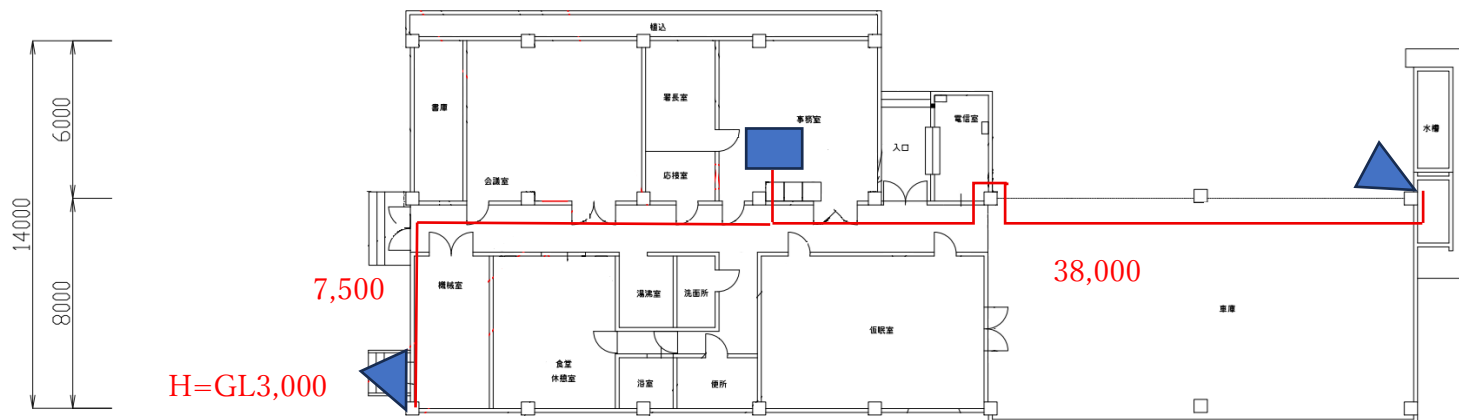 植込
書庫
会議室
署長室
応接室
事務室
入口
電信室
水槽
14000
6000
8000
7,500
38,000
機械室
湯沸室
洗面所
仮眠室
車庫
食堂
休憩室
浴室
便所
H=GL3,000